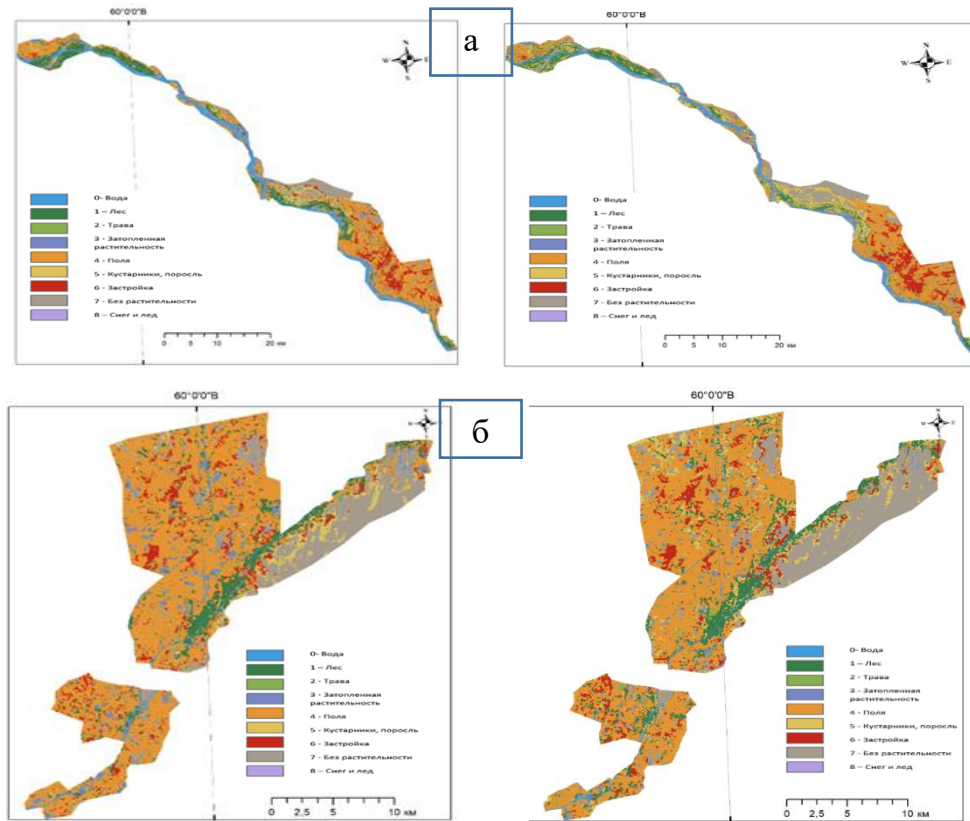 60°0'0"В
60°0'0"В
а
N
W E
S
N
W E
S
0- Вода
1 – Лес
2 - Трава
3 - Затопленная
растительность
4 - Поля
5 - Кустарники, поросль
6 - Застройка
7 - Без растительности
8 – Снег и лед
0 5 10 20
км
0- Вода
1 – Лес
2 - Трава
3 - Затопленная
растительность
4 - Поля
5 - Кустарники, поросль
6 - Застройка
7 - Без растительности
8 – Снег и лед
0 5 10 20
км
60°0'0"В
60°0'0"В
б
0- Вода
1 – Лес
2 - Трава
3 - Затопленная
растительность
4 - Поля
5 - Кустарники, поросль
6 - Застройка
7 - Без растительности
8 – Снег и лед
0 2,5 5 10 км
0- Вода
1 – Лес
2 - Трава
3 - Затопленная
растительность
4 - Поля
5 - Кустарники, поросль
6 - Застройка
7 - Без растительности
8 – Снег и лед
0 2,5 5 10 км